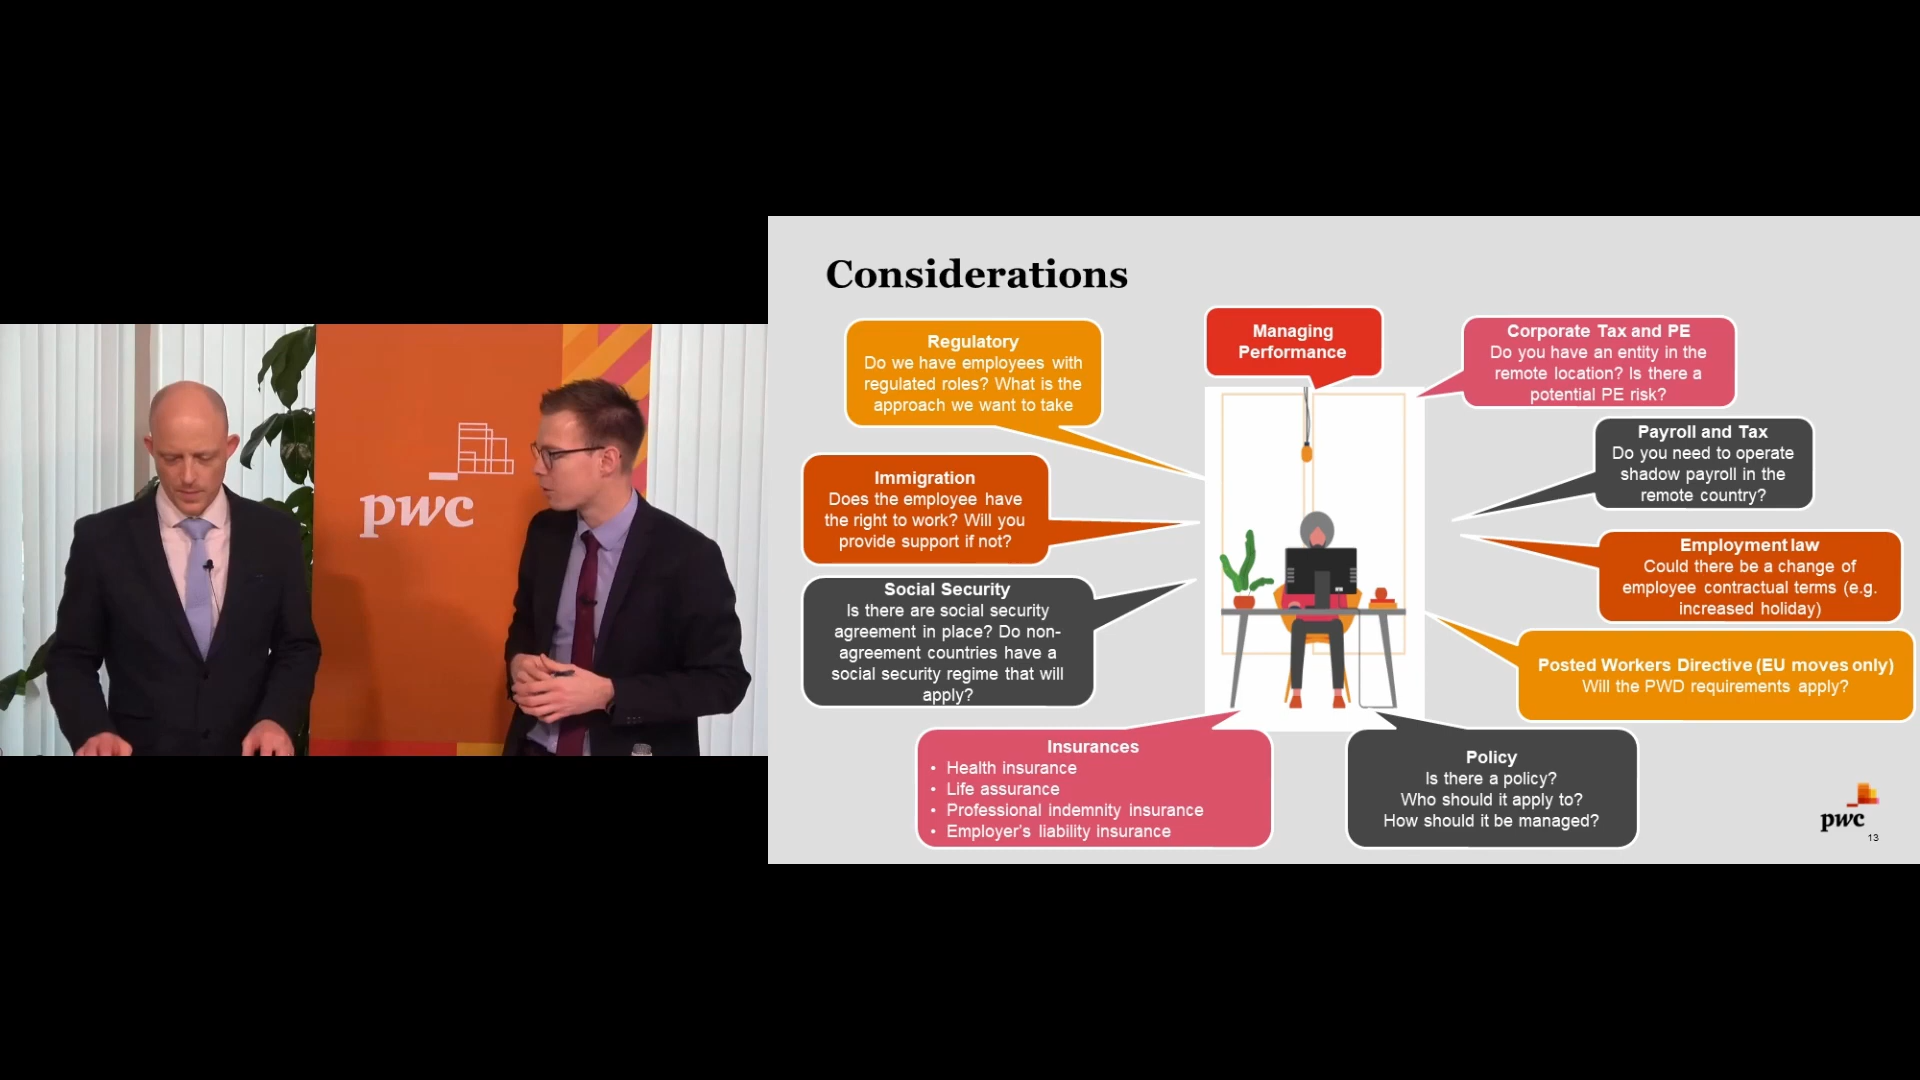 pwc
Considerations
Regulatory
Do we have employees with
regulated roles? What is the
approach we want to take
Managing
Performance
Corporate Tax and PE
Do you have an entity in the
remote location? Is there a
potential PE risk?
Immigration
Does the employee have
the right to work? Will you
provide support if not?
Payroll and Tax
Do you need to operate
shadow payroll in the
remote country?
Social Security
Is there are social security
agreement in place? Do non-
agreement countries have a
social security regime that will
apply?
Employment law
Could there be a change of
employee contractual terms (e.g.
increased holiday)
Posted Workers Directive (EU moves only)
Will the PWD requirements apply?
Insurances
• Health insurance
• Life assurance
• Professional indemnity insurance
• Employer's liability insurance
Policy
Is there a policy?
Who should it apply to?
How should it be managed?
pwc
13